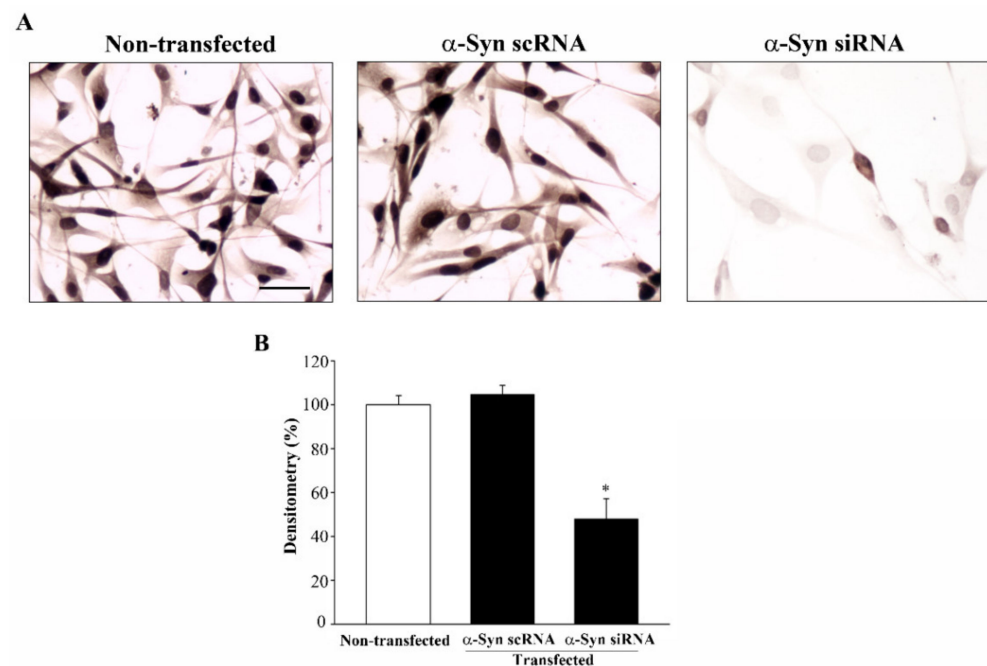 A
Non-transfected
α-Syn scRNA
α-Syn siRNA
B
Densitometry (%)
120
100
80
60
40
20
0
*
Non-transfected
α-Syn scRNA
α-Syn siRNA
Transfected